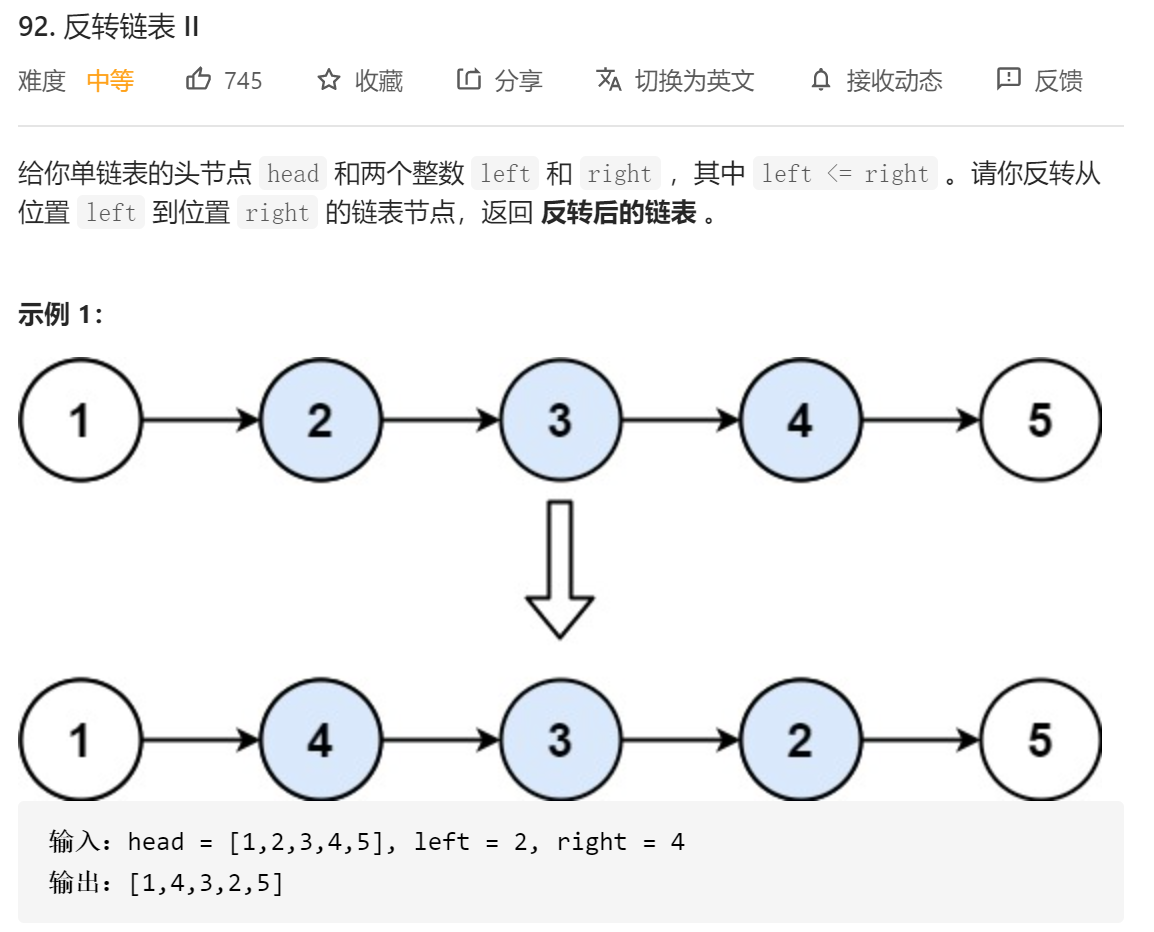 92. 反转链表 II
难度 中等 745 收藏 分享 切换为英文 接收动态 反馈
给你单链表的头节点 head 和两个整数 left 和 right ，其中 left <= right 。请你反转从
位置 left 到位置 right 的链表节点，返回 反转后的链表 。
示例 1：
1 2 3 4 5
1 4 3 2 5
输入：head = [1,2,3,4,5], left = 2, right = 4
输出：[1,4,3,2,5]